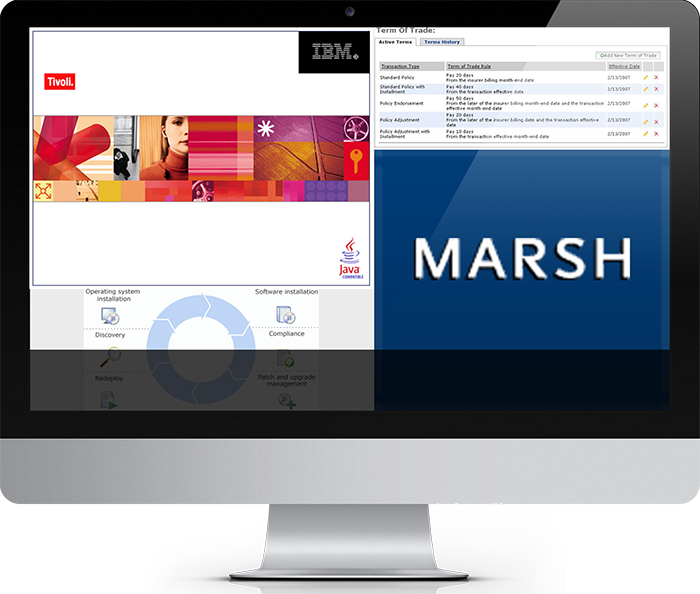 IBM.
Tivoli.
Java
COMPATIBLE
Term Of Trade:
Active Terms
Terms History
Add New Term of Trade
Transaction Type
Term of Trade Rule
Effective Date
Standard Policy
Pay 20 days
From the insurer billing month-end date
2/13/2007
Standard Policy with
Installment
Pay 40 days
From the transaction effective date
2/13/2007
Policy Endorsement
Pay 50 days
From the later of the insurer billing month-end date and the transaction
effective month-end date
2/13/2007
Policy Adjustment
Pay 20 days
From the later of the insurer billing date and the transaction effective
date
2/13/2007
Policy Adjustment with
Installment
Pay 10 days
From the transaction effective month-end date
2/13/2007
MARSH
Operating system
installation
Software installation
Discovery
Compliance
Redeploy
Patch and upgrade
management